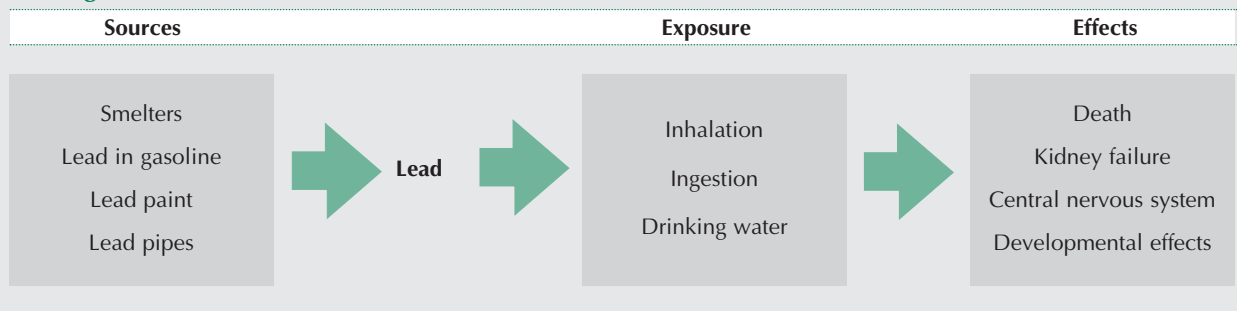 Sources
Exposure
Effects
Smelters
Lead in gasoline
Lead paint
Lead pipes
Lead
Inhalation
Ingestion
Drinking water
Death
Kidney failure
Central nervous system
Developmental effects